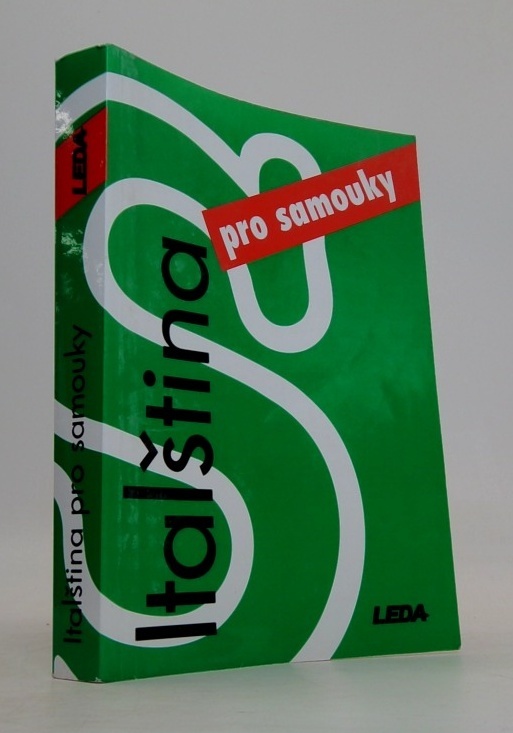 LEDA
Italština pro samouky
Italština
pro samouky
LEDA